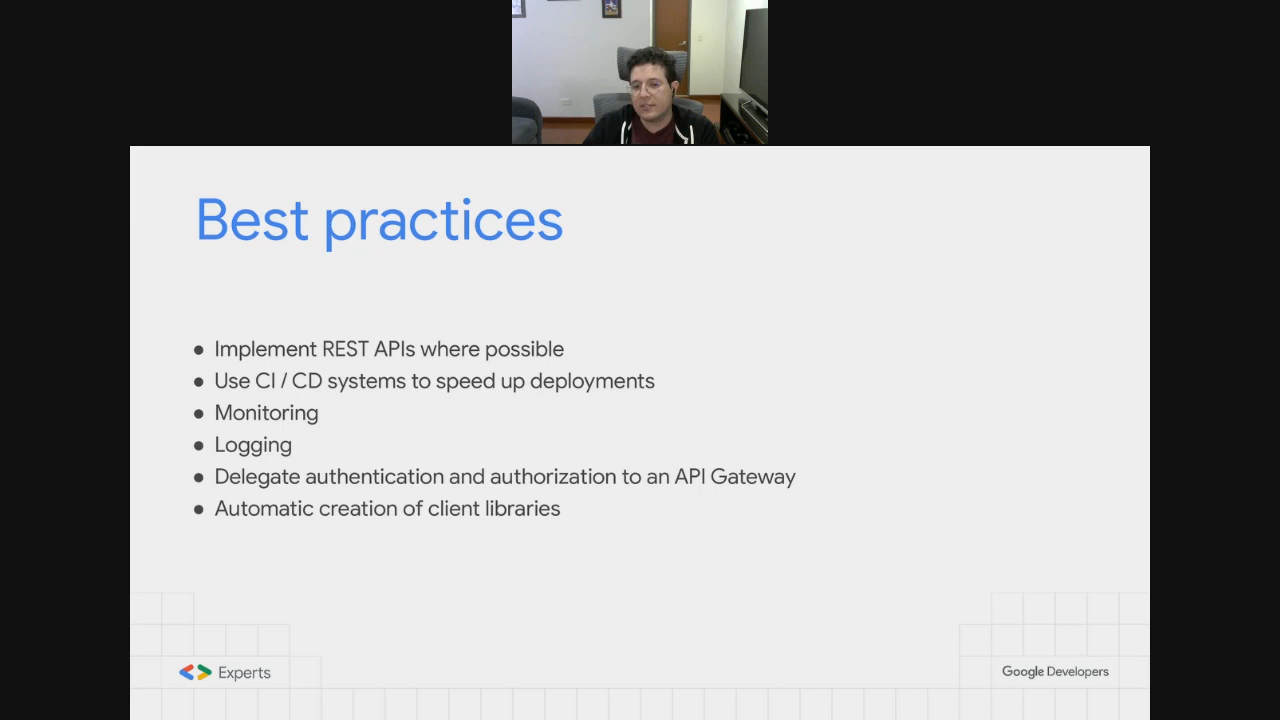 Best practices
● Implement REST APIs where possible
● Use CI / CD systems to speed up deployments
● Monitoring
● Logging
● Delegate authentication and authorization to an API Gateway
● Automatic creation of client libraries
Experts
Google Developers